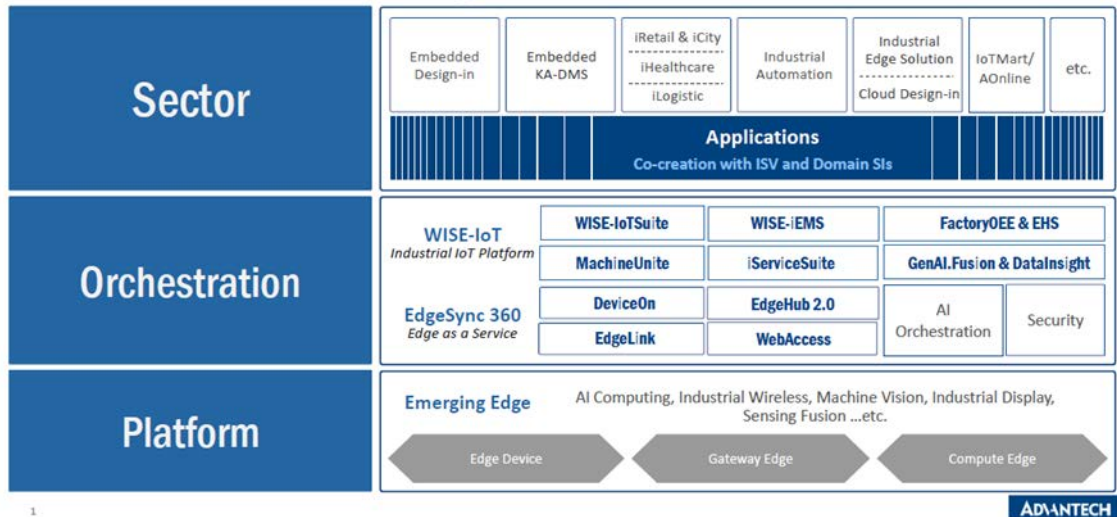 Sector
Embedded
Design-in
Embedded
KA-DMS
iRetail & iCity
iHealthcare
iLogistic
Industrial
Automation
Industrial
Edge Solution
Cloud Design-in
IoTMart/
AOnline
etc.
Applications
Co-creation with ISV and Domain SIs
Orchestration
WISE-IoT
Industrial IoT Platform
WISE-IoTSuite
WISE-iEMS
FactoryOEE & EHS
MachineUnite
iServiceSuite
GenAI.Fusion & DataInsight
EdgeSync 360
Edge as a Service
DeviceOn
EdgeHub 2.0
EdgeLink
WebAccess
AI
Orchestration
Security
Platform
Emerging Edge
AI Computing, Industrial Wireless, Machine Vision, Industrial Display,
Sensing Fusion ...etc.
Edge Device
Gateway Edge
Compute Edge
1
ADVANTECH